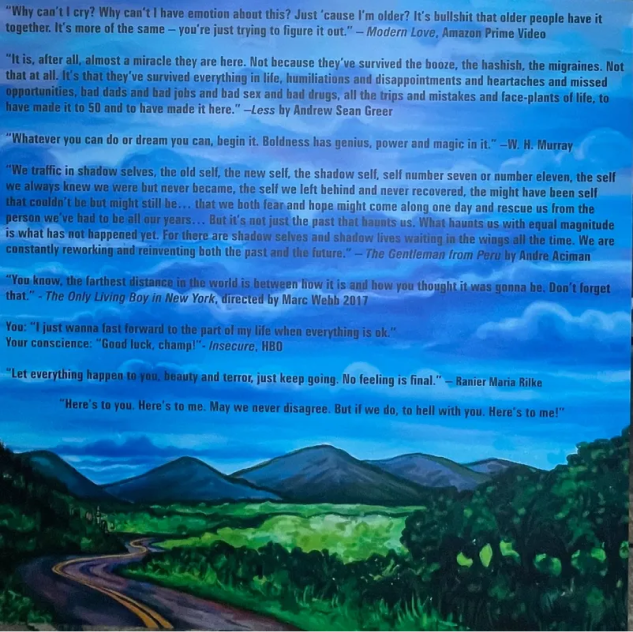 "Why can't I cry? Why can't I have emotion about this? Just 'cause I'm older? It's bullshit that older people have it
together. It's more of the same – you're just trying to figure it out." – Modern Love, Amazon Prime Video
"It is, after all, almost a miracle they are here. Not because they've survived the booze, the hashish, the migraines. Not
that at all. It's that they've survived everything in life, humiliations and disappointments and heartaches and missed
opportunities, bad dads and bad jobs and bad sex and bad drugs, all the trips and mistakes and face-plants of life, to
have made it to 50 and to have made it here." –Less by Andrew Sean Greer
"Whatever you can do or dream you can, begin it. Boldness has genius, power and magic in it." –W. H. Murray
"We traffic in shadow selves, the old self, the new self, the shadow self, self number seven or number eleven, the self
we always knew we were but never became, the self we left behind and never recovered, the might have been self
that couldn't be but might still be... that we both fear and hope might come along one day and rescue us from the
person we've had to be all our years... But it's not just the past that haunts us. What haunts us with equal magnitude
is what has not happened yet. For there are shadow selves and shadow lives waiting in the wings all the time. We are
constantly reworking and reinventing both the past and the future." – The Gentleman from Peru by Andre Aciman
"You know, the farthest distance in the world is between how it is and how you thought it was gonna be. Don't forget
that." - The Only Living Boy in New York, directed by Marc Webb 2017
You: "I just wanna fast forward to the part of my life when everything is ok."
Your conscience: "Good luck, champ!"- Insecure, HBO
"Let everything happen to you, beauty and terror, just keep going. No feeling is final." – Ranier Maria Rilke
"Here's to you. Here's to me. May we never disagree. But if we do, to hell with you. Here's to me!"